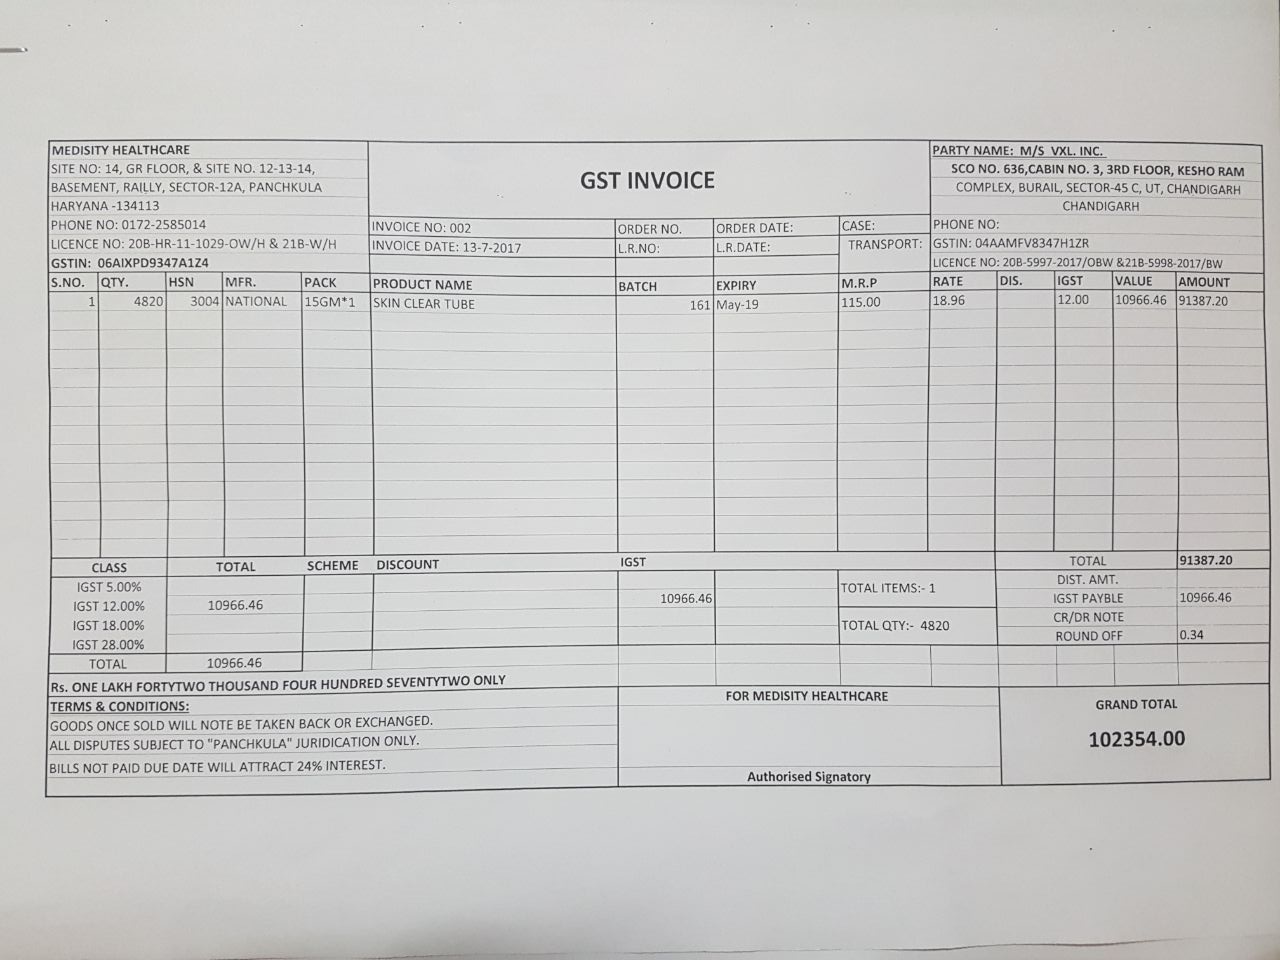 MEDISITY HEALTHCARE
SITE NO: 14, GR FLOOR, & SITE NO. 12-13-14,
BASEMENT, RAILLY, SECTOR-12A, PANCHKULA
HARYANA -134113
PHONE NO: 0172-2585014
LICENCE NO: 20B-HR-11-1029-OW/H & 21B-W/H
GSTIN: 06AIXPD9347A1Z4
GST INVOICE
INVOICE NO: 002
INVOICE DATE: 13-7-2017
ORDER NO.
ORDER DATE:
L.R.NO:
L.R.DATE:
CASE:
TRANSPORT:
PARTY NAME: M/S VXL. INC.
SCO NO. 636,CABIN NO. 3, 3RD FLOOR, KESHO RAM
COMPLEX, BURAIL, SECTOR-45 C, UT, CHANDIGARH
CHANDIGARH
PHONE NO:
GSTIN: 04AAMFV8347H1ZR
LICENCE NO: 20B-5997-2017/OBW &21B-5998-2017/BW
S.NO. QTY. HSN MFR. PACK PRODUCT NAME BATCH EXPIRY M.R.P RATE DIS. IGST VALUE AMOUNT
1 4820 3004 NATIONAL 15GM*1 SKIN CLEAR TUBE 161 May-19 115.00 18.96 12.00 10966.46 91387.20
CLASS TOTAL SCHEME DISCOUNT IGST TOTAL 91387.20
IGST 5.00% TOTAL ITEMS:- 1 DIST. AMT.
IGST 12.00% 10966.46 10966.46 IGST PAYBLE 10966.46
IGST 18.00% TOTAL QTY:- 4820 CR/DR NOTE
IGST 28.00% ROUND OFF 0.34
TOTAL 10966.46
Rs. ONE LAKH FORTYTWO THOUSAND FOUR HUNDRED SEVENTYTWO ONLY
TERMS & CONDITIONS:
GOODS ONCE SOLD WILL NOTE BE TAKEN BACK OR EXCHANGED.
ALL DISPUTES SUBJECT TO "PANCHKULA" JURIDICATION ONLY.
BILLS NOT PAID DUE DATE WILL ATTRACT 24% INTEREST.
FOR MEDISITY HEALTHCARE
Authorised Signatory
GRAND TOTAL
102354.00